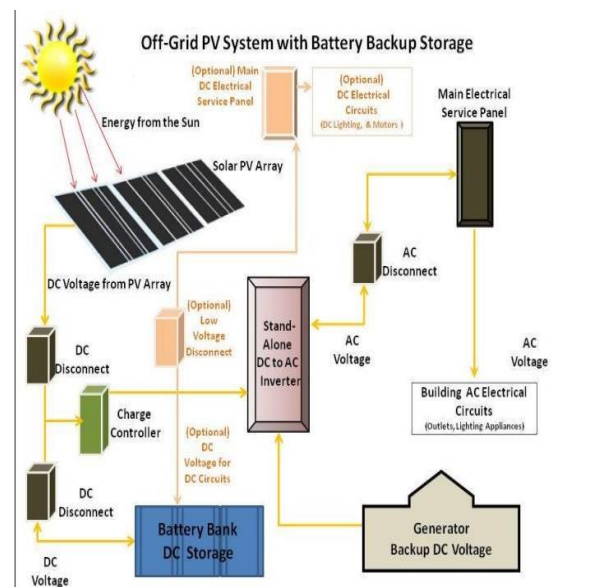 Off-Grid PV System with Battery Backup Storage
(Optional) Main
DC Electrical
Service Panel
(Optional)
DC Electrical
Circuits
(DC Lighting, & Motors )
Main Electrical
Service Panel
Energy from the Sun
Solar PV Array
DC Voltage from PV Array
AC
Disconnect
(Optional)
Low
Voltage
Disconnect
Stand-
Alone
DC to AC
Inverter
AC
Voltage
AC
Voltage
DC
Disconnect
Charge
Controller
Building AC Electrical
Circuits
(Outlets, Lighting Appliances)
(Optional)
DC
Voltage for
DC Circuits
DC
Disconnect
Battery Bank
DC Storage
Generator
Backup DC Voltage
DC
Voltage